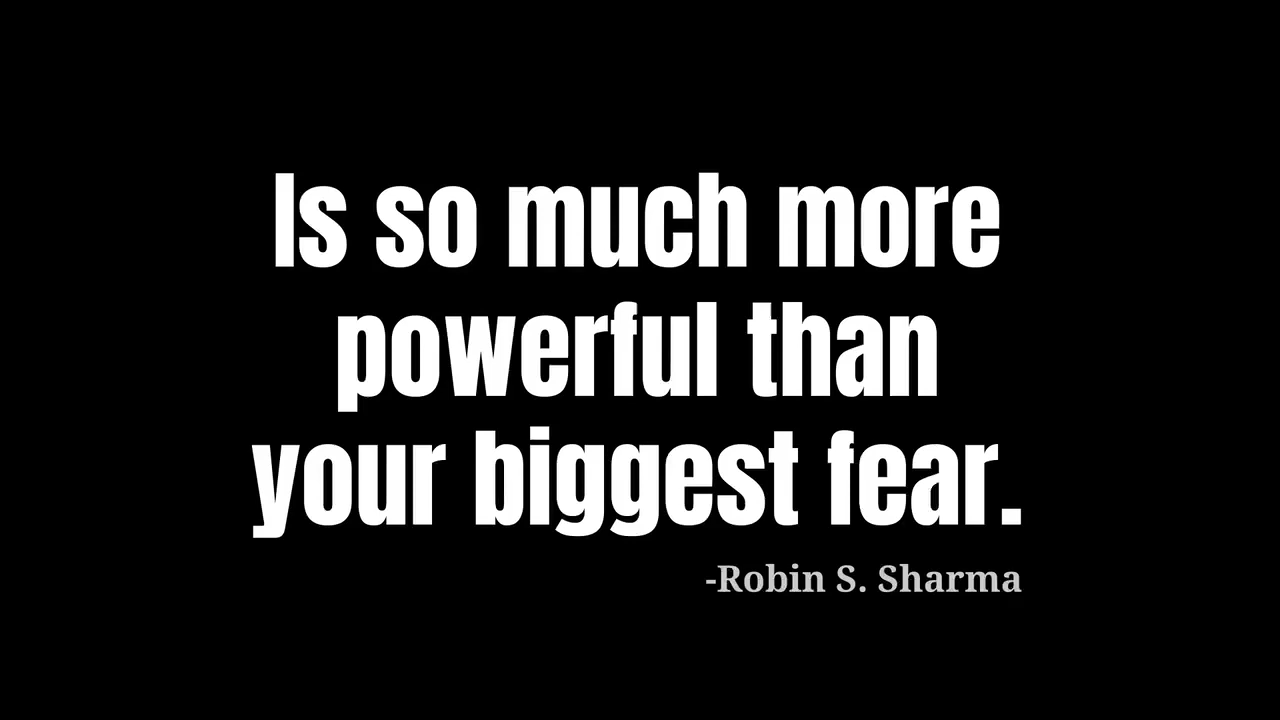 Is so much more
powerful than
your biggest fear.
-Robin S. Sharma